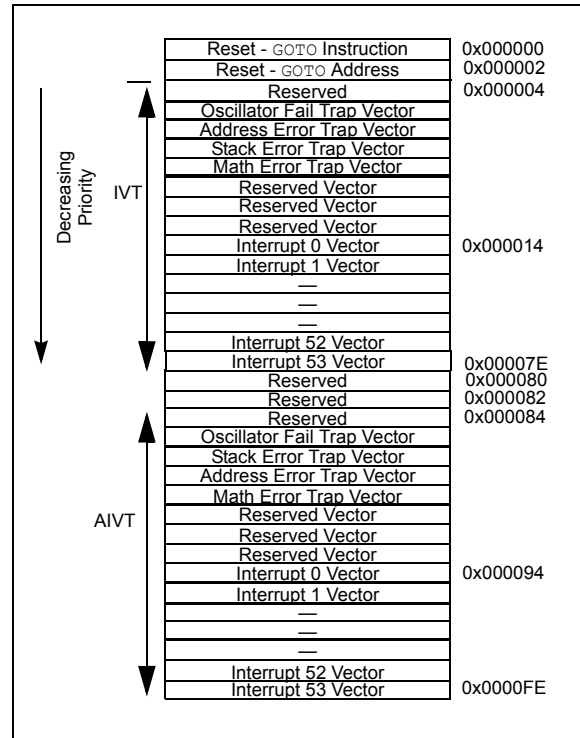 Reset - GOTO Instruction 0x000000
Reset - GOTO Address 0x000002
Reserved 0x000004
Oscillator Fail Trap Vector
Address Error Trap Vector
Stack Error Trap Vector
Math Error Trap Vector
Reserved Vector
Reserved Vector
Reserved Vector
Interrupt 0 Vector 0x000014
Interrupt 1 Vector
—
—
—
Interrupt 52 Vector
Interrupt 53 Vector 0x00007E
Reserved 0x000080
Reserved 0x000082
Reserved 0x000084
Oscillator Fail Trap Vector
Stack Error Trap Vector
Address Error Trap Vector
Math Error Trap Vector
Reserved Vector
Reserved Vector
Reserved Vector
Interrupt 0 Vector 0x000094
Interrupt 1 Vector
—
—
—
Interrupt 52 Vector
Interrupt 53 Vector 0x0000FE
Decreasing
Priority
IVT
AIVT